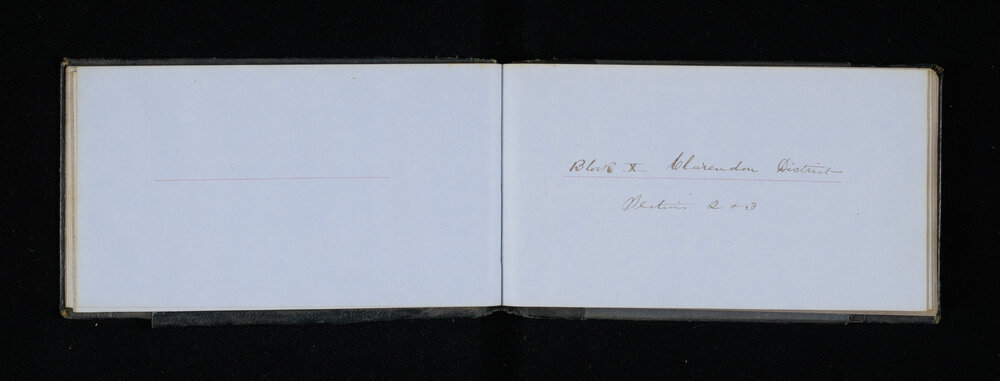 Block X Clarendon District
Sections 2 & 3